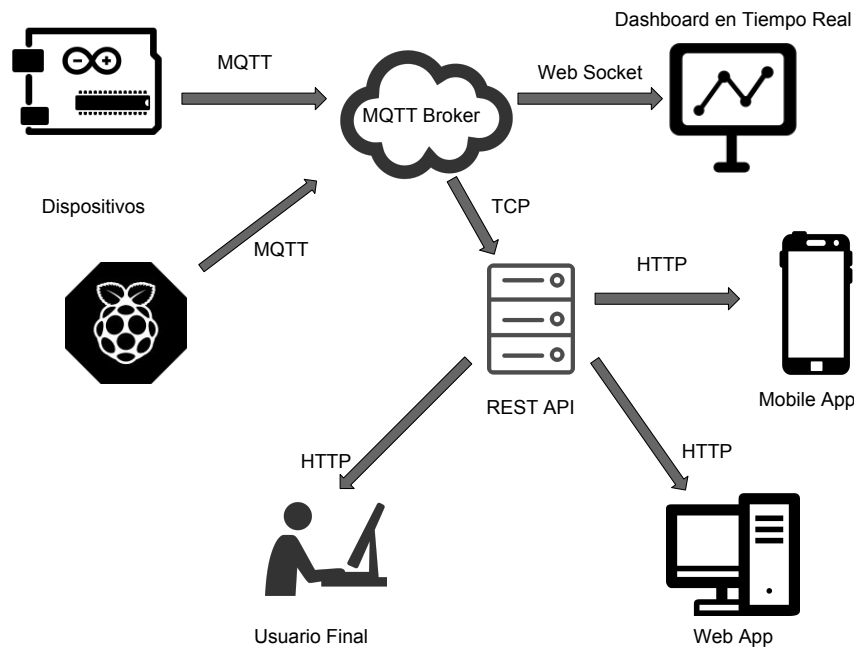 Dashboard en Tiempo Real
MQTT
Web Socket
MQTT Broker
Dispositivos
TCP
MQTT
HTTP
Mobile App
REST API
HTTP
HTTP
Usuario Final
Web App